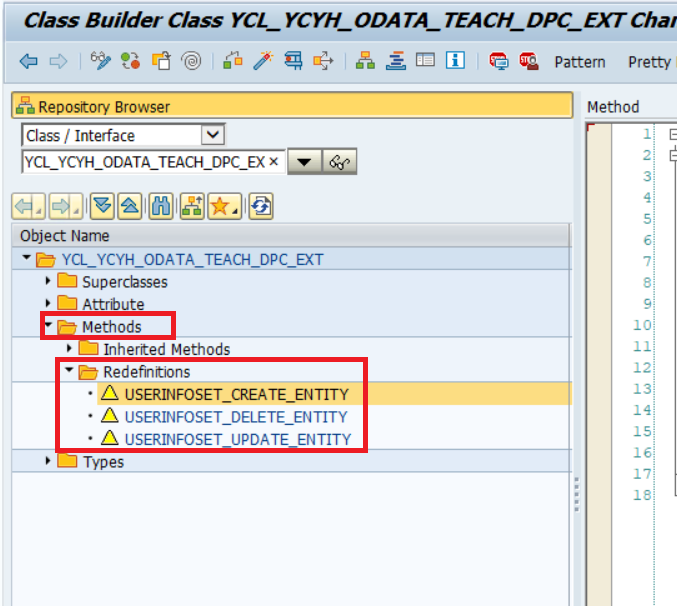 Class Builder Class YCL_YCYH_ODATA_TEACH_DPC_EXT Char
Pattern Pretty
Repository Browser
Method
Class / Interface
YCL_YCYH_ODATA_TEACH_DPC_EX
Object Name
YCL_YCYH_ODATA_TEACH_DPC_EXT
Superclasses
Attribute
Methods
Inherited Methods
Redefinitions
USERINFOSET_CREATE_ENTITY
USERINFOSET_DELETE_ENTITY
USERINFOSET_UPDATE_ENTITY
Types
1
2
3
4
5
6
7
8
9
10
11
12
13
14
15
16
17
18